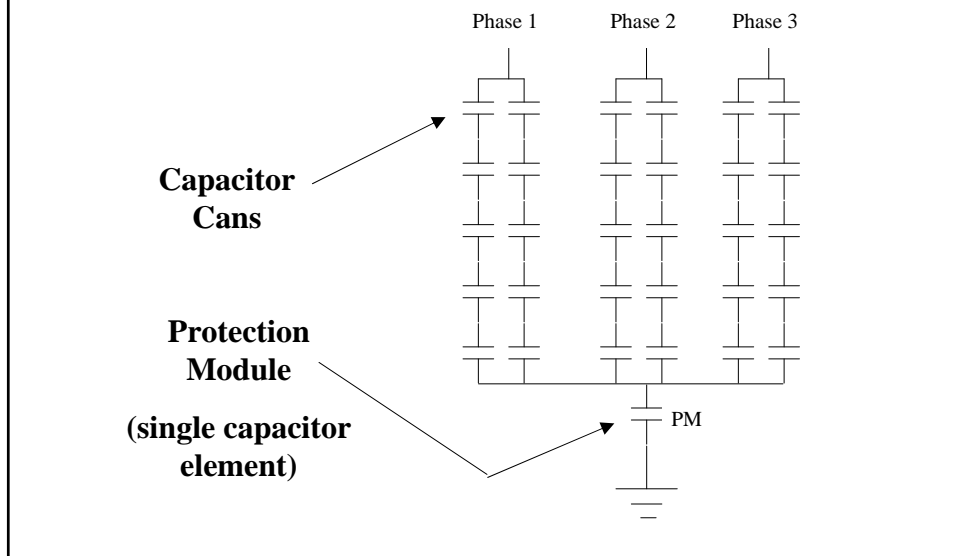 Phase 1 Phase 2 Phase 3
Capacitor
Cans
Protection
Module
(single capacitor
element)
PM